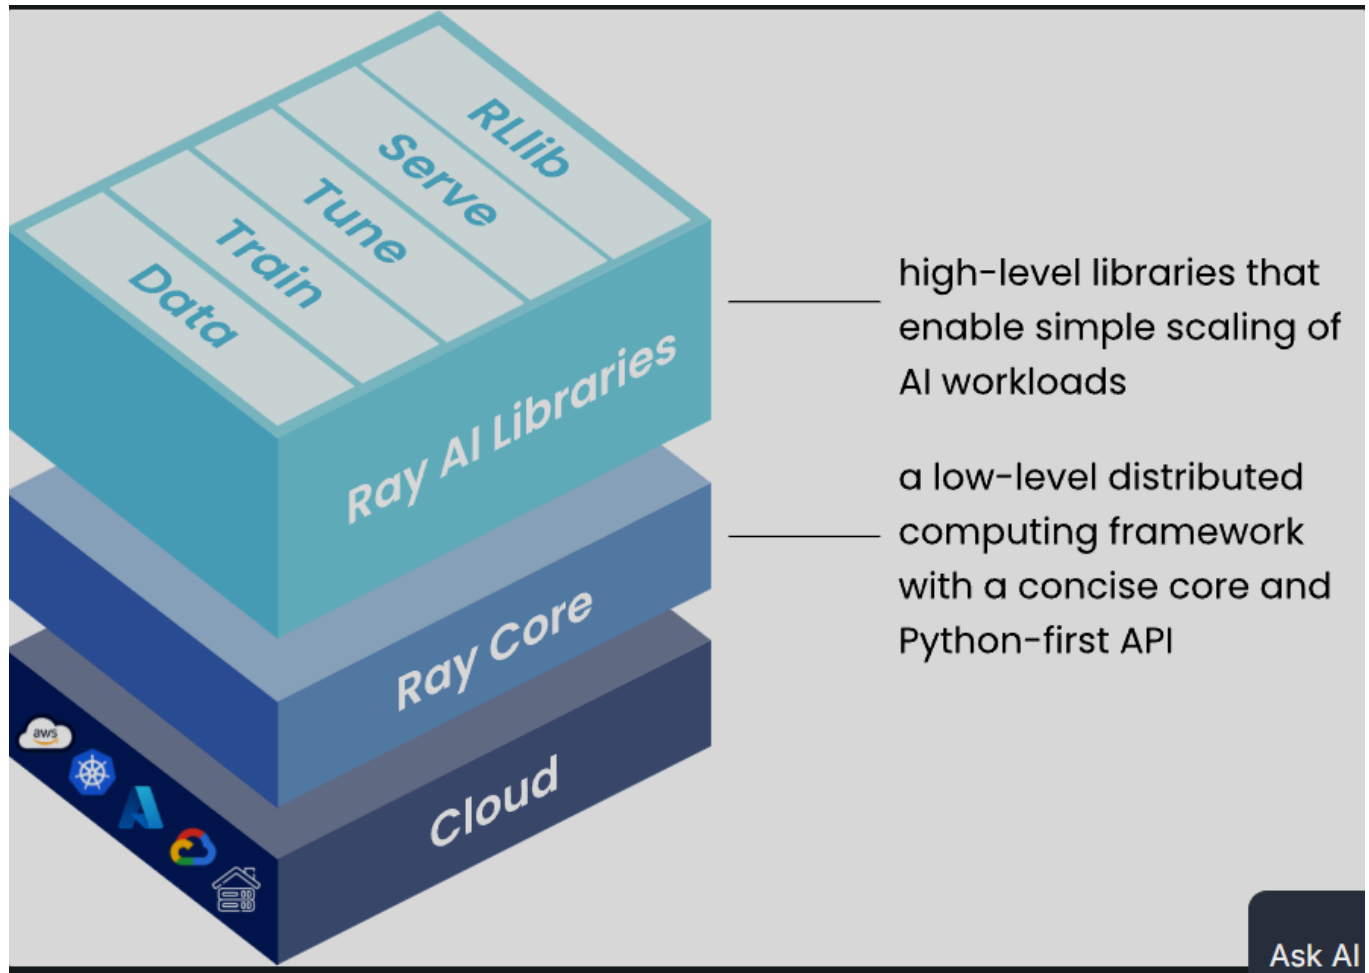 RLlib
Serve
Tune
Train
Data
Ray AI Libraries
high-level libraries that
enable simple scaling of
AI workloads
Ray Core
a low-level distributed
computing framework
with a concise core and
Python-first API
Cloud
aws
Ask AI